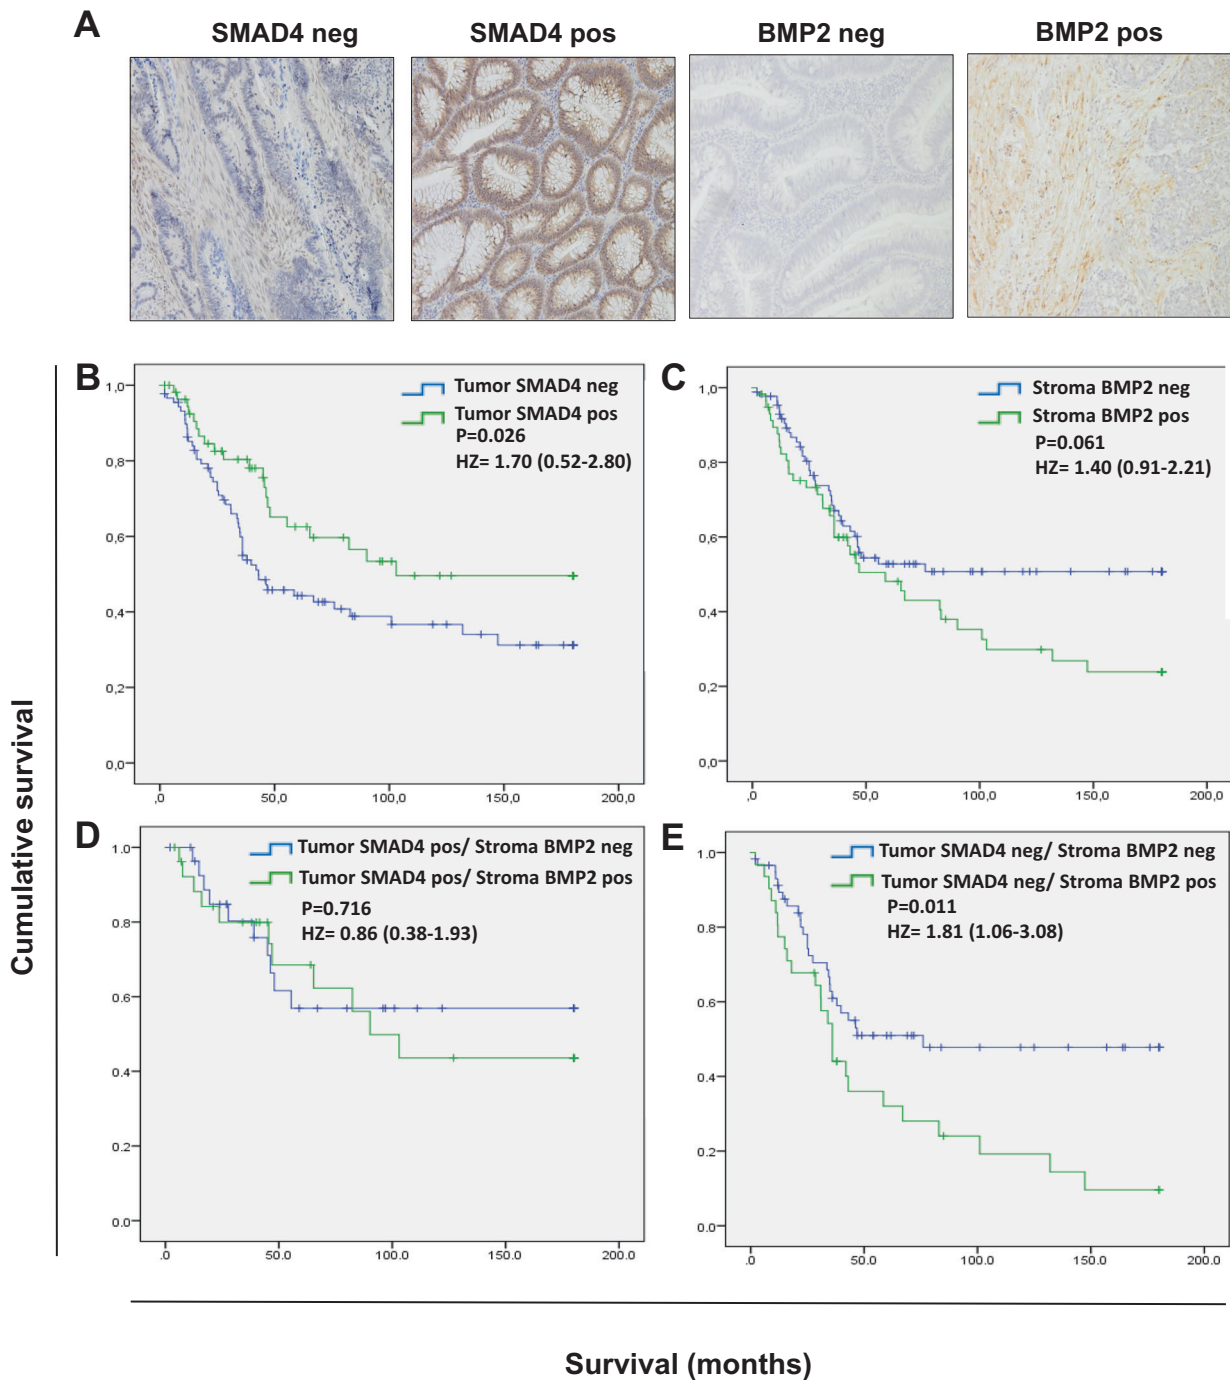 A
SMAD4 neg
SMAD4 pos
BMP2 neg
BMP2 pos
Cumulative survival
B
Tumor SMAD4 neg
Tumor SMAD4 pos
P=0.026
HZ= 1.70 (0.52-2.80)
1,0
0,8
0,6
0,4
0,2
0,0
,0
50,0
100,0
150,0
200,0
C
Stroma BMP2 neg
Stroma BMP2 pos
P=0.061
HZ= 1.40 (0.91-2.21)
1,0
0,8
0,6
0,4
0,2
0,0
,0
50,0
100,0
150,0
200,0
D
Tumor SMAD4 pos/ Stroma BMP2 neg
Tumor SMAD4 pos/ Stroma BMP2 pos
P=0.716
HZ= 0.86 (0.38-1.93)
1.0
0.8
0.6
0.4
0.2
0.0
.0
50.0
100.0
150.0
200.0
E
Tumor SMAD4 neg/ Stroma BMP2 neg
Tumor SMAD4 neg/ Stroma BMP2 pos
P=0.011
HZ= 1.81 (1.06-3.08)
1.0
0.8
0.6
0.4
0.2
0.0
.0
50.0
100.0
150.0
200.0
Survival (months)